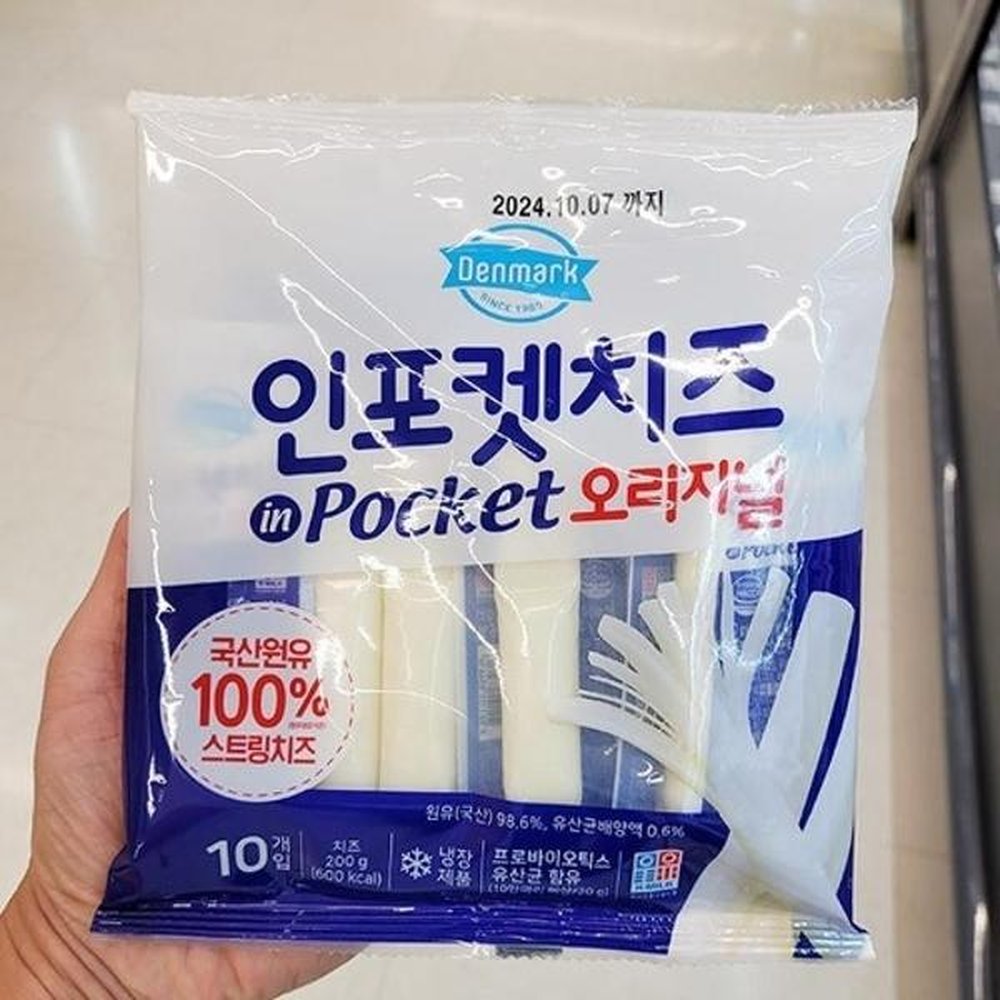 2024.10.07 까지
Denmark
SINCE 1985
인포켓치즈
in Pocket 오리지널
국산원유
100%
스트링치즈
원유(국산) 98.6%, 유산균배양액 0.6%
10개입
치즈
200 g
(600 kcal)
냉장
제품
프로바이오틱스
유산균 함유